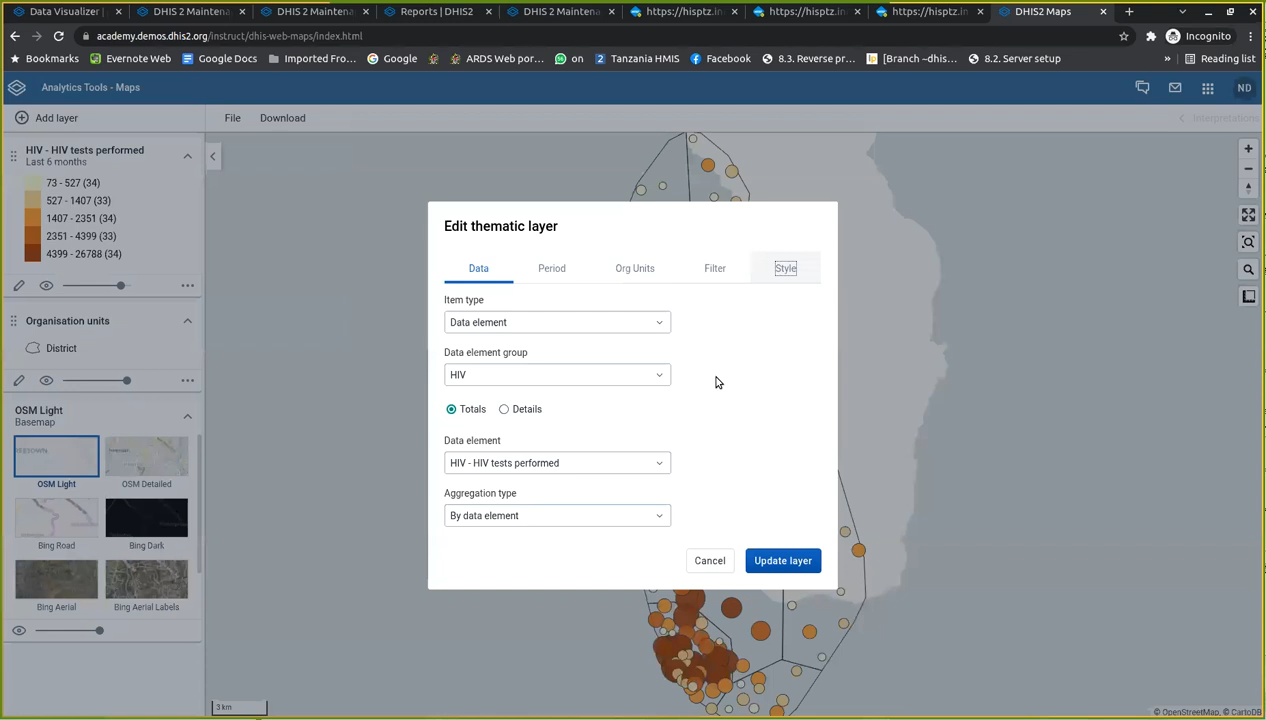 Data Visualizer
DHIS 2 Maintena
DHIS 2 Maintena
Reports | DHIS2
DHIS 2 Maintena
https://hisptz.in
https://hisptz.in
https://hisptz.in
DHIS2 Maps
academy.demos.dhis2.org/instruct/dhis-web-maps/index.html
Incognito
Bookmarks
Evernote Web
Google Docs
Imported Fro...
Google
ARDS Web por...
on
Tanzania HMIS
Facebook
8.3. Reverse pr...
[Branch –dhis...
8.2. Server setup
»
Reading list
Analytics Tools - Maps
ND
Add layer
File
Download
Interpretations
HIV - HIV tests performed
Last 6 months
73 - 527 (34)
527 - 1407 (33)
1407 - 2351 (34)
2351 - 4399 (33)
4399 - 26788 (34)
Organisation units
District
OSM Light
Basemap
OSM Light
OSM Detailed
Bing Road
Bing Dark
Bing Aerial
Bing Aerial Labels
Edit thematic layer
Data
Period
Org Units
Filter
Style
Item type
Data element
Data element group
HIV
Totals
Details
Data element
HIV - HIV tests performed
Aggregation type
By data element
Cancel
Update layer
3 km
© OpenStreetMap, © CartoDB